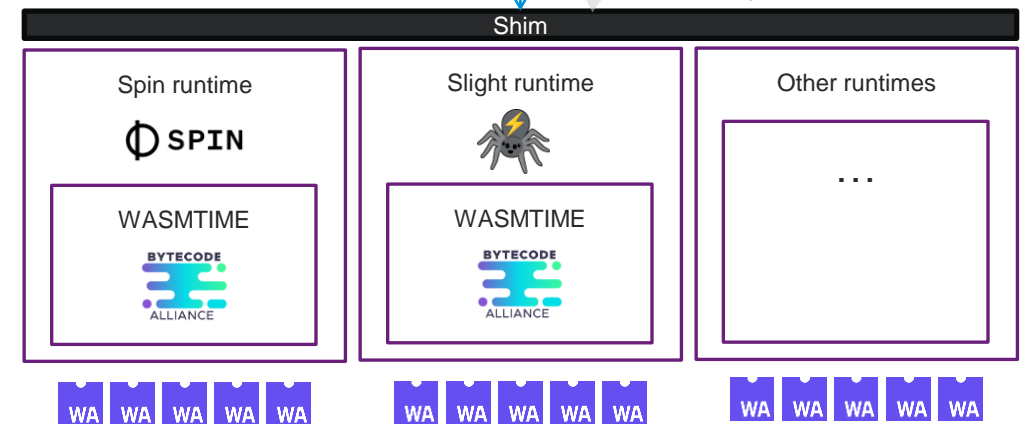 Shim
Spin runtime
SPIN
WASMTIME
BYTECODE
ALLIANCE
Slight runtime
WASMTIME
BYTECODE
ALLIANCE
Other runtimes
...
WA WA WA WA WA
WA WA WA WA WA
WA WA WA WA WA